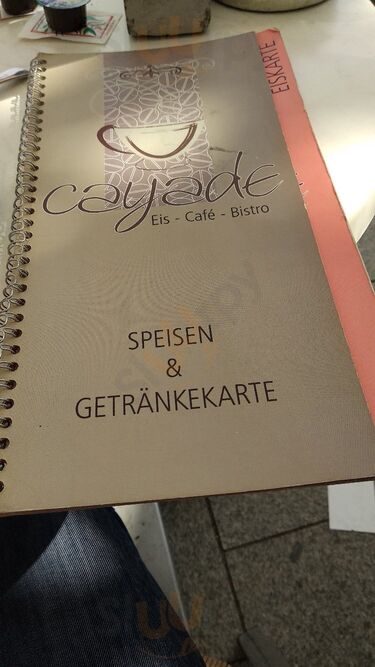 EISKARTE
cayade
Eis - Café - Bistro
SPEISEN
&
GETRÄNKEKARTE